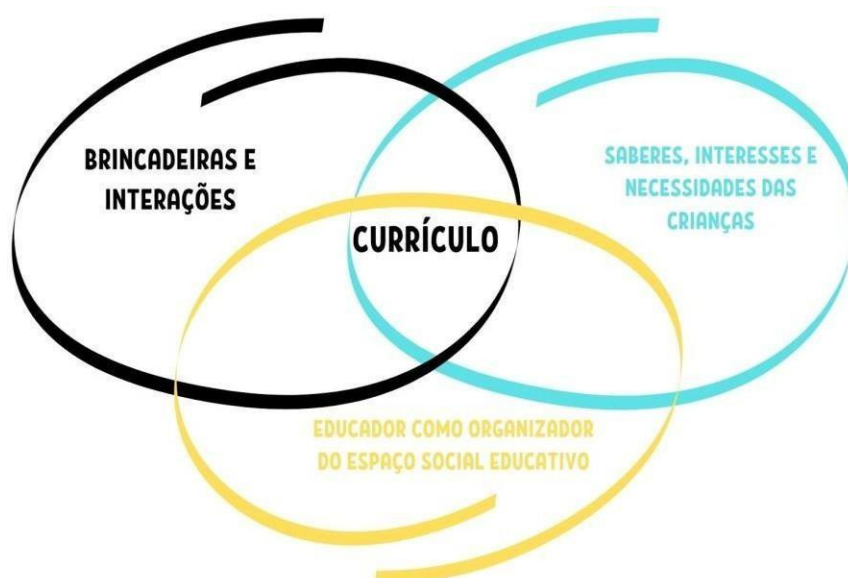 BRINCADEIRAS E
INTERAÇÕES
SABERES, INTERESSES E
NECESSIDADES DAS
CRIANÇAS
CURRÍCULO
EDUCADOR COMO ORGANIZADOR
DO ESPAÇO SOCIAL EDUCATIVO